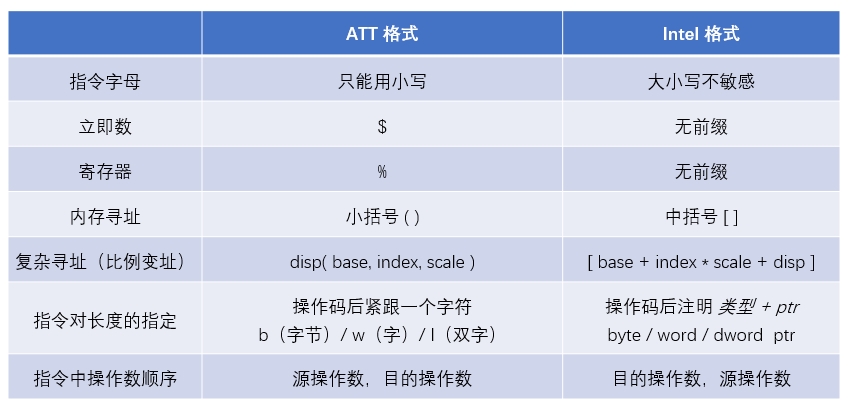 ATT 格式 Intel 格式
指令字母 只能用小写 大小写不敏感
立即数 $ 无前缀
寄存器 % 无前缀
内存寻址 小括号 ( ) 中括号 [ ]
复杂寻址（比例变址） disp( base, index, scale ) [ base + index * scale + disp ]
指令对长度的指定 操作码后紧跟一个字符 操作码后注明 类型 + ptr
b（字节）/ w（字）/ l（双字） byte / word / dword ptr
指令中操作数顺序 源操作数，目的操作数 目的操作数，源操作数